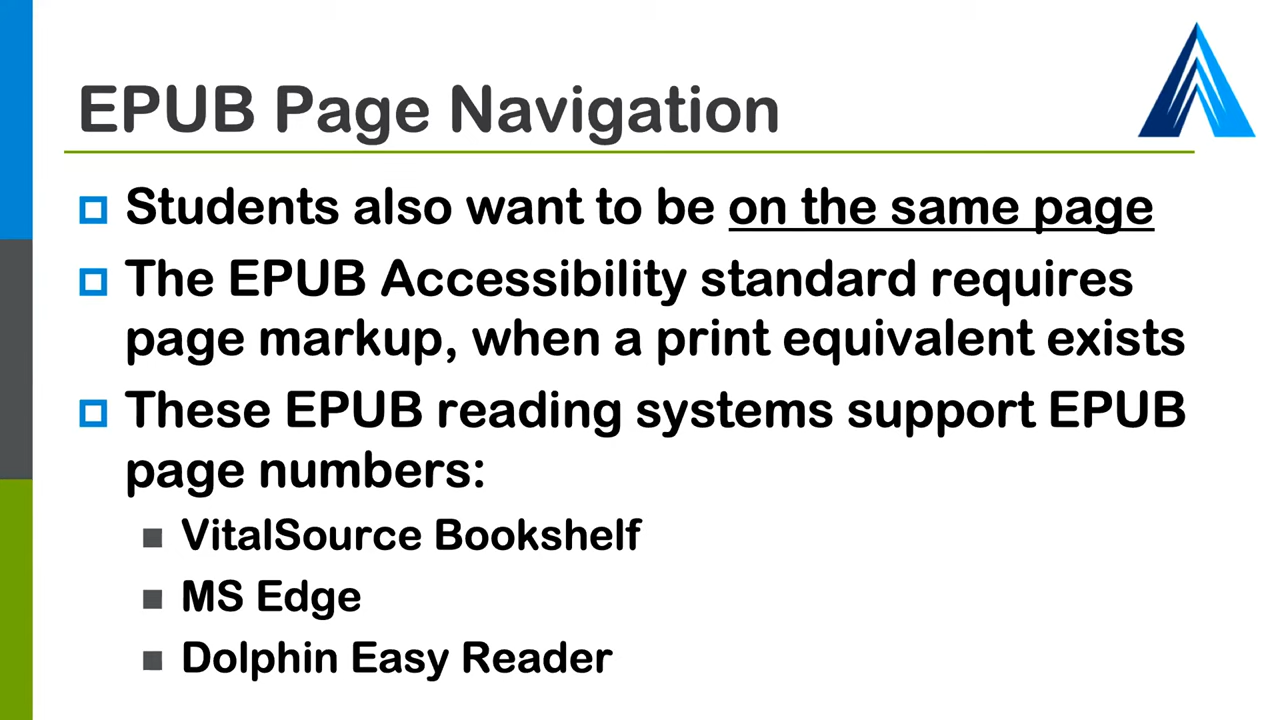 EPUB Page Navigation
Students also want to be on the same page
The EPUB Accessibility standard requires
page markup, when a print equivalent exists
These EPUB reading systems support EPUB
page numbers:
VitalSource Bookshelf
MS Edge
Dolphin Easy Reader